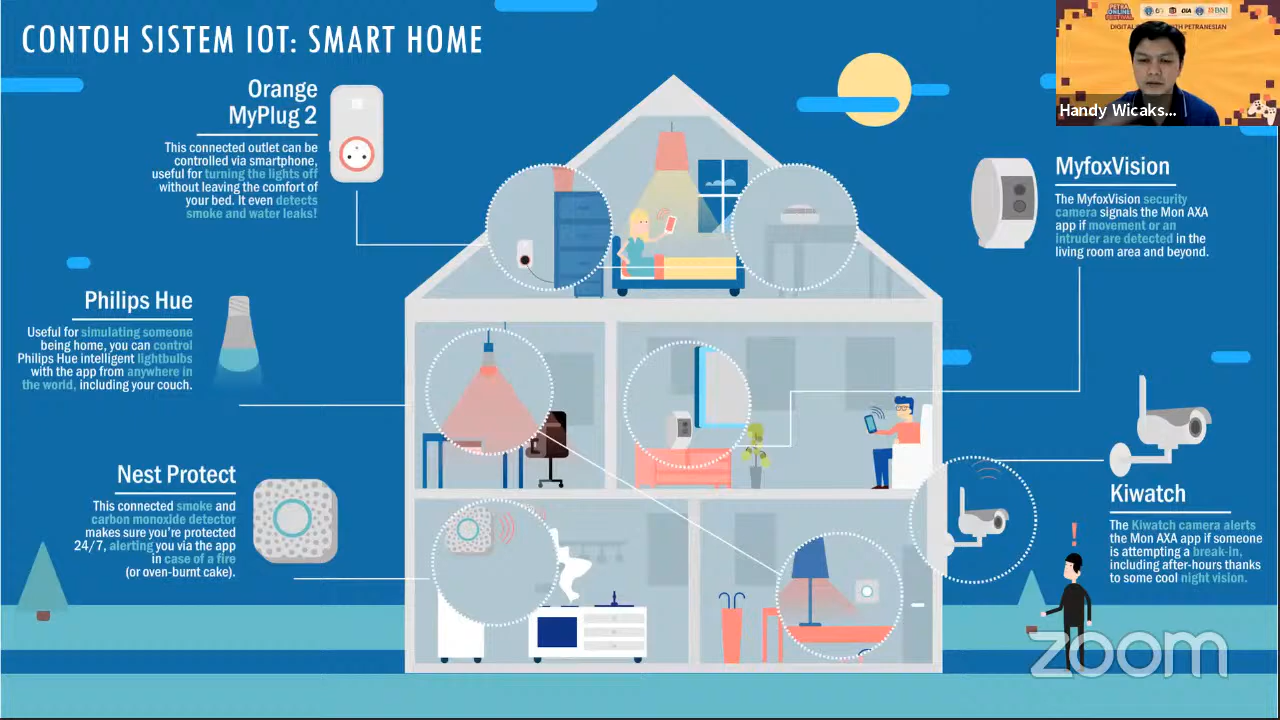 CONTOH SISTEM IOT: SMART HOME
Orange
MyPlug 2
This connected outlet can be
controlled via smartphone,
useful for turning the lights off
without leaving the comfort of
your bed. It even detects
smoke and water leaks!
Philips Hue
Useful for simulating someone
being home, you can control
Philips Hue intelligent lightbulbs
with the app from anywhere in
the world, including your couch.
Nest Protect
This connected smoke and
carbon monoxide detector
makes sure you're protected
24/7, alerting you via the app
in case of a fire
(or oven-burnt cake).
PETRA
ONLINE
FESTIVAL
BNI
DIGITAL
TH PETRANESIAN
Handy Wicaks...
MyfoxVision
The MyfoxVision security
camera signals the Mon AXA
app if movement or an
intruder are detected in the
living room area and beyond.
Kiwatch
The Kiwatch camera alerts
the Mon AXA app if someone
is attempting a break-in,
including after-hours thanks
to some cool night vision.
zoom